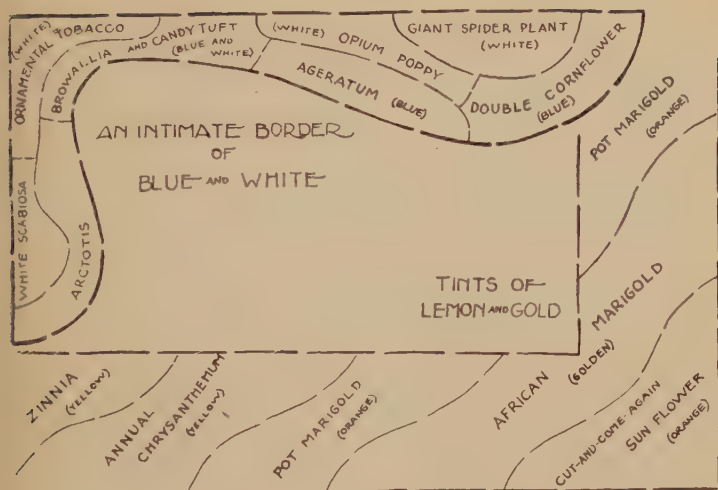 (WHITE)
ORNAMENTAL TOBACCO
BROWALLIA AND CANDYTUFT
(BLUE AND
WHITE)
(WHITE) OPIUM POPPY
GIANT SPIDER PLANT
(WHITE)
AGERATUM (BLUE)
DOUBLE CORNFLOWER
(BLUE)
POT MARIGOLD
(ORANGE)
AN INTIMATE BORDER
OF
BLUE AND WHITE
WHITE SCABIOSA
ARCTOTIS
TINTS OF
LEMON AND GOLD
ZINNIA
(YELLOW)
ANNUAL
CHRYSANTHEMUM
(YELLOW)
POT MARIGOLD
(ORANGE)
AFRICAN MARIGOLD
(GOLDEN)
CUT-AND-COME-AGAIN
SUN FLOWER
(ORANGE)